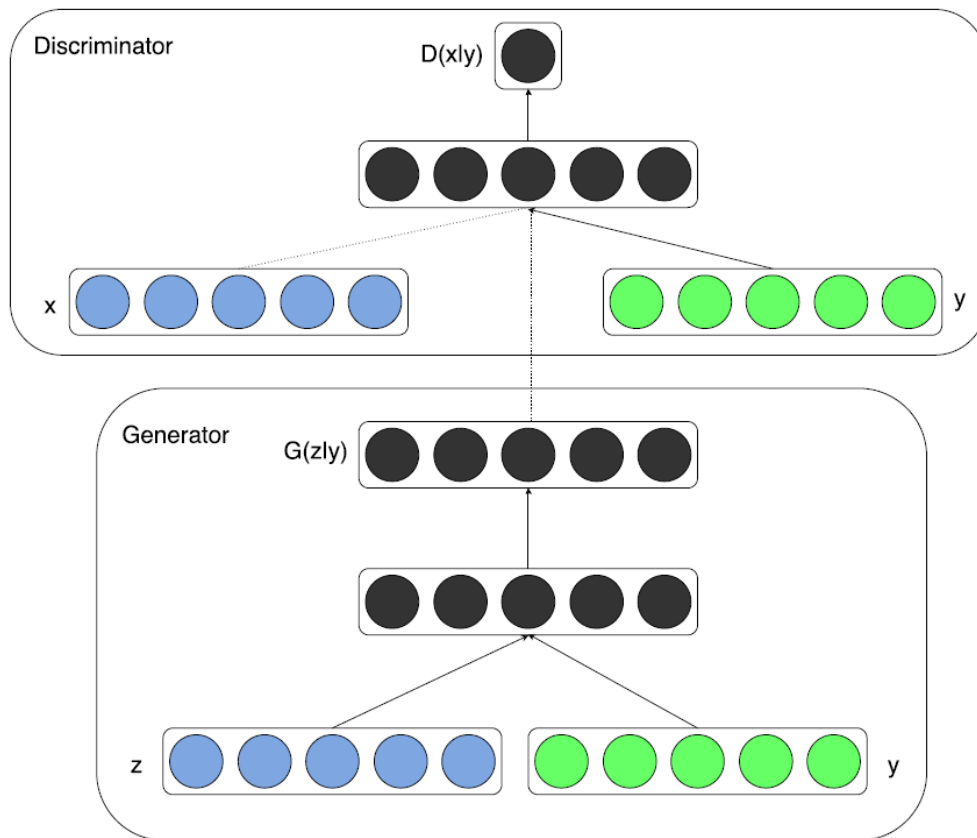 Discriminator
D(x|y)
x
y
Generator
G(z|y)
z
y